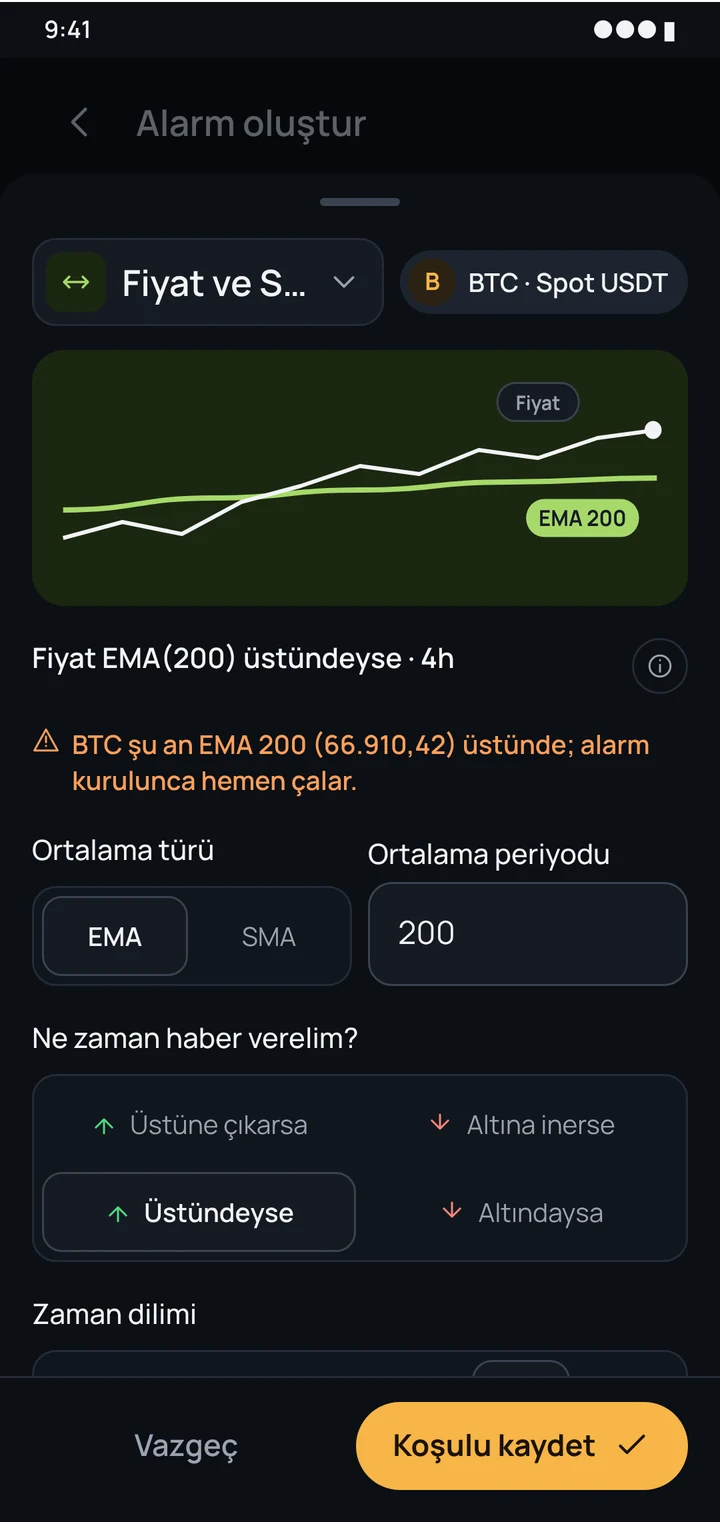 9:41
Alarm oluştur
Fiyat ve S...
B BTC · Spot USDT
Fiyat
EMA 200
Fiyat EMA(200) üstündeyse · 4h
BTC şu an EMA 200 (66.910,42) üstünde; alarm
kurulunca hemen çalar.
Ortalama türü
Ortalama periyodu
EMA
SMA
200
Ne zaman haber verelim?
Üstüne çıkarsa
Altına inerse
Üstündeyse
Altındaysa
Zaman dilimi
Vazgeç
Koşulu kaydet